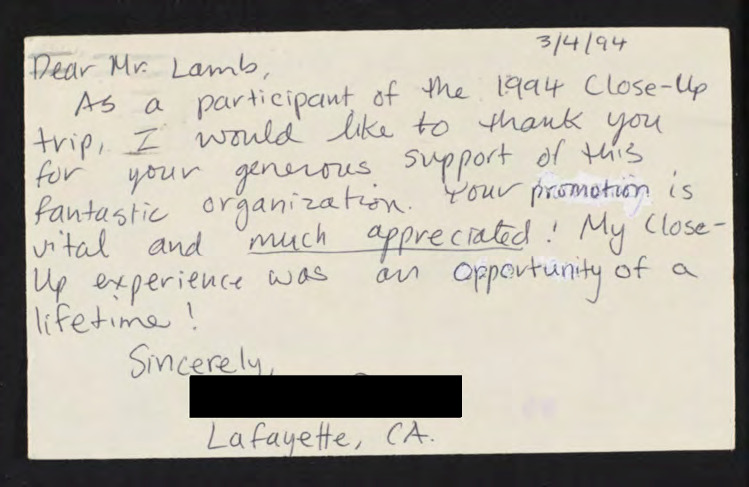 3/4/94
Dear Mr. Lamb,
As a participant of the 1994 Close-Up
trip, I would like to thank you
for your generous support of this
fantastic organization. Your promotion is
vital and much appreciated! My Close-
Up experience was an opportunity of a
lifetime!
Sincerely,
Lafayette, CA.